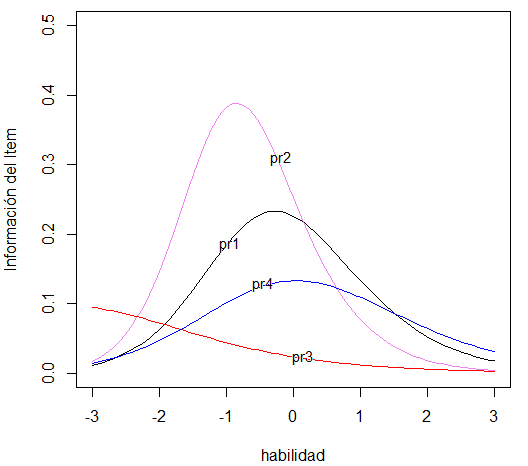 0.5
0.4
0.3
0.2
0.1
0.0
Información del Item
pr2
pr1
pr4
pr3
-3 -2 -1 0 1 2 3
habilidad